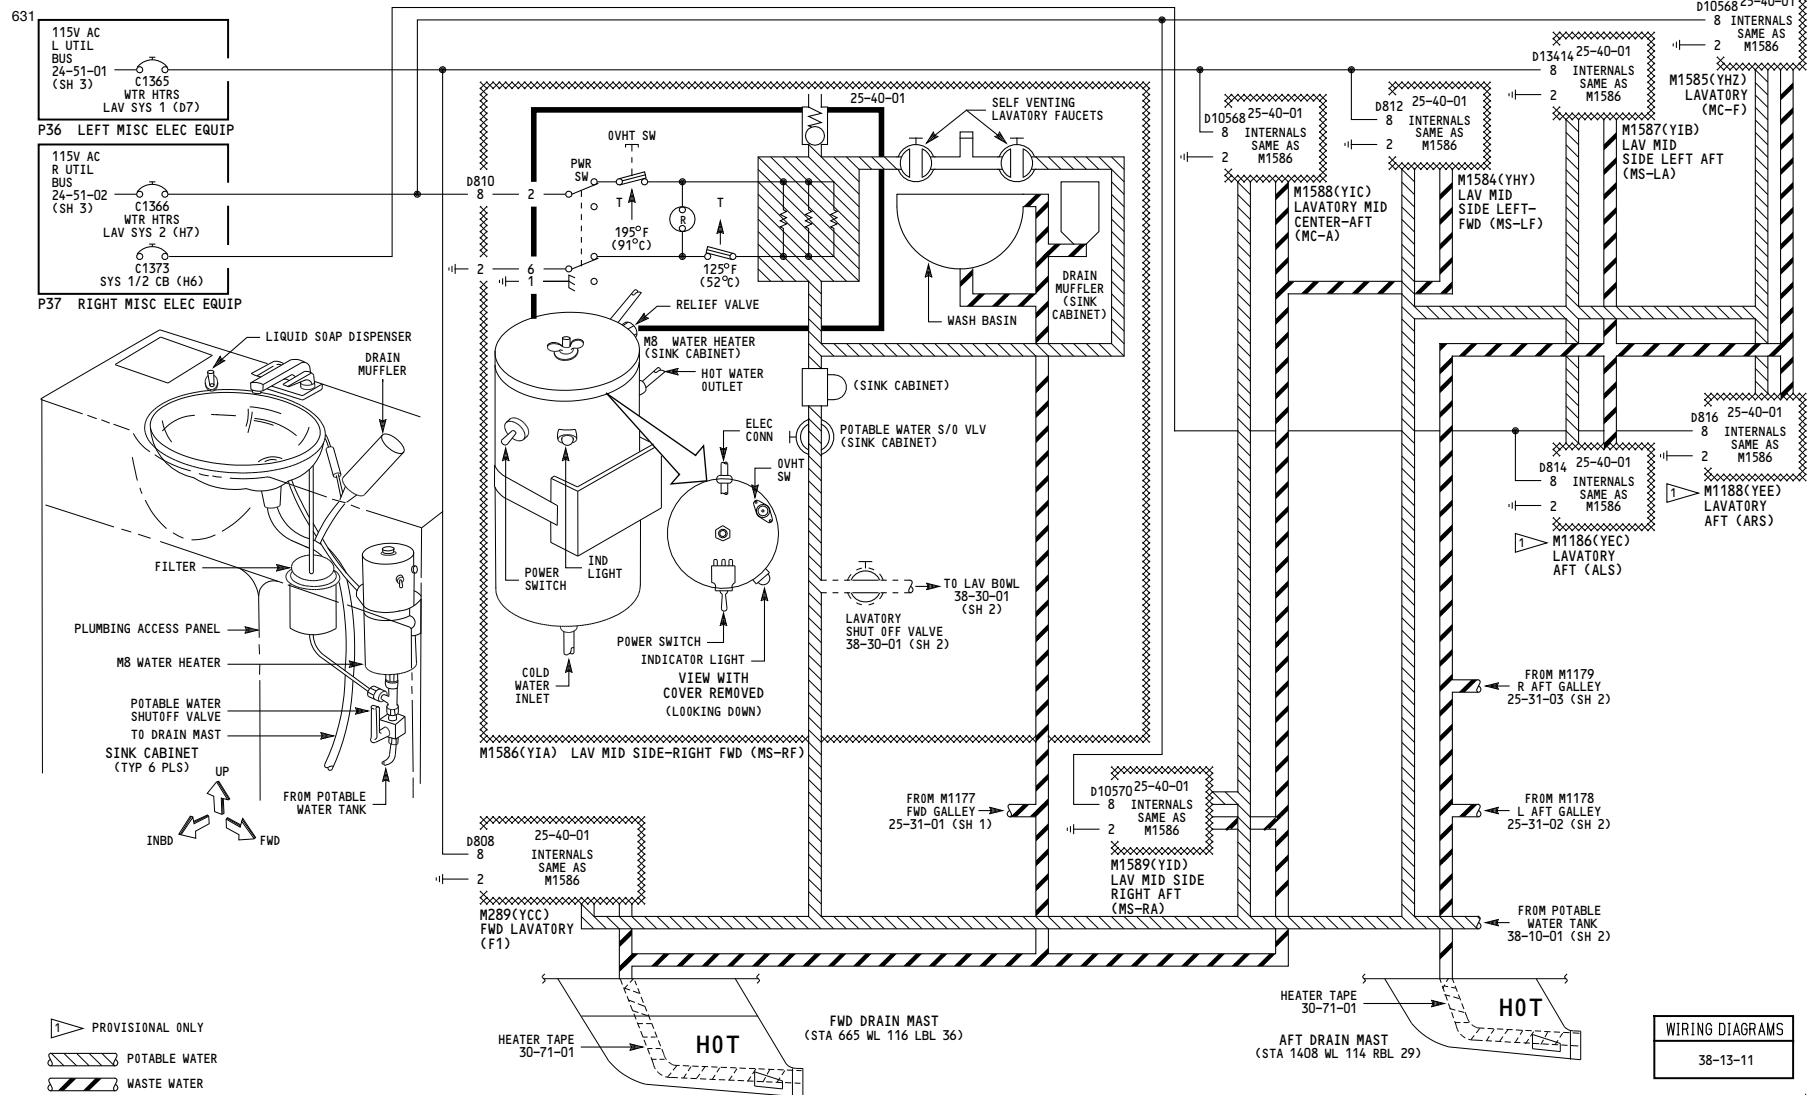 631
115V AC
L UTIL
BUS
24-51-01
(SH 3)
C1365
WTR HTRS
LAV SYS 1 (D7)
P36 LEFT MISC ELEC EQUIP
115V AC
R UTIL
BUS
24-51-02
(SH 3)
C1366
WTR HTRS
LAV SYS 2 (H7)
C1373
SYS 1/2 CB (H6)
P37 RIGHT MISC ELEC EQUIP
LIQUID SOAP DISPENSER
DRAIN
MUFFLER
FILTER
PLUMBING ACCESS PANEL
M8 WATER HEATER
POTABLE WATER
SHUTOFF VALVE
TO DRAIN MAST
SINK CABINET
(TYP 6 PLS)
UP
INBD
FWD
FROM POTABLE
WATER TANK
25-40-01
OVHT SW
PWR
SW
D810
8
2
2
6
1
T
195°F
(91°C)
R
T
125°F
(52°C)
SELF VENTING
LAVATORY FAUCETS
WASH BASIN
DRAIN
MUFFLER
(SINK
CABINET)
RELIEF VALVE
M8 WATER HEATER
(SINK CABINET)
HOT WATER
OUTLET
(SINK CABINET)
POTABLE WATER S/O VLV
(SINK CABINET)
ELEC
CONN
OVHT
SW
POWER
SWITCH
IND
LIGHT
POWER SWITCH
INDICATOR LIGHT
VIEW WITH
COVER REMOVED
(LOOKING DOWN)
COLD
WATER
INLET
TO LAV BOWL
38-30-01
(SH 2)
LAVATORY
SHUT OFF VALVE
38-30-01 (SH 2)
M1586(YIA) LAV MID SIDE-RIGHT FWD (MS-RF)
D808
8
2
25-40-01
INTERNALS
SAME AS
M1586
M289(YCC)
FWD LAVATORY
(F1)
FROM M1177
FWD GALLEY
25-31-01 (SH 1)
D10570
8
2
25-40-01
INTERNALS
SAME AS
M1586
M1589(YID)
LAV MID SIDE
RIGHT AFT
(MS-RA)
D10568
8
2
25-40-01
INTERNALS
SAME AS
M1586
M1588(YIC)
LAVATORY MID
CENTER-AFT
(MC-A)
D812
8
2
25-40-01
INTERNALS
SAME AS
M1586
M1584(YHY)
LAV MID
SIDE LEFT-
FWD (MS-LF)
D13414
8
2
25-40-01
INTERNALS
SAME AS
M1586
M1587(YIB)
LAV MID
SIDE LEFT AFT
(MS-LA)
D10568
8
2
25-40-01
INTERNALS
SAME AS
M1586
M1585(YHZ)
LAVATORY
(MC-F)
D816
8
2
25-40-01
INTERNALS
SAME AS
M1586
1
M1188(YEE)
LAVATORY
AFT (ARS)
D814
8
2
25-40-01
INTERNALS
SAME AS
M1586
1
M1186(YEC)
LAVATORY
AFT (ALS)
FROM M1179
R AFT GALLEY
25-31-03 (SH 2)
FROM M1178
L AFT GALLEY
25-31-02 (SH 2)
FROM POTABLE
WATER TANK
38-10-01 (SH 2)
HEATER TAPE
30-71-01
HOT
FWD DRAIN MAST
(STA 665 WL 116 LBL 36)
HEATER TAPE
30-71-01
HOT
AFT DRAIN MAST
(STA 1408 WL 114 RBL 29)
1 PROVISIONAL ONLY
POTABLE WATER
WASTE WATER
WIRING DIAGRAMS
38-13-11